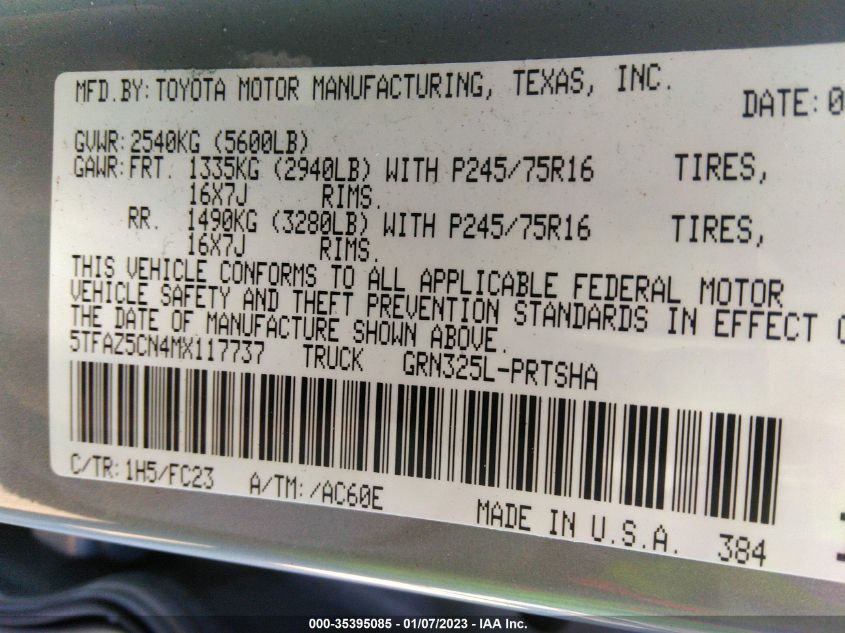 MFD.BY:TOYOTA MOTOR MANUFACTURING, TEXAS, INC.
DATE:0
GVWR:2540KG (5600LB)
GAWR:FRT. 1335KG (2940LB) WITH P245/75R16 TIRES,
16X7J RIMS.
RR. 1490KG (3280LB) WITH P245/75R16 TIRES,
16X7J RIMS.
THIS VEHICLE CONFORMS TO ALL APPLICABLE FEDERAL MOTOR
VEHICLE SAFETY AND THEFT PREVENTION STANDARDS IN EFFECT
THE DATE OF MANUFACTURE SHOWN ABOVE.
5TFAZ5CN4MX117737 TRUCK GRN325L-PRTSHA
C/TR:1H5/FC23 A/TM:/AC60E
MADE IN U.S.A. 384
000-35395085 - 01/07/2023 - IAA Inc.